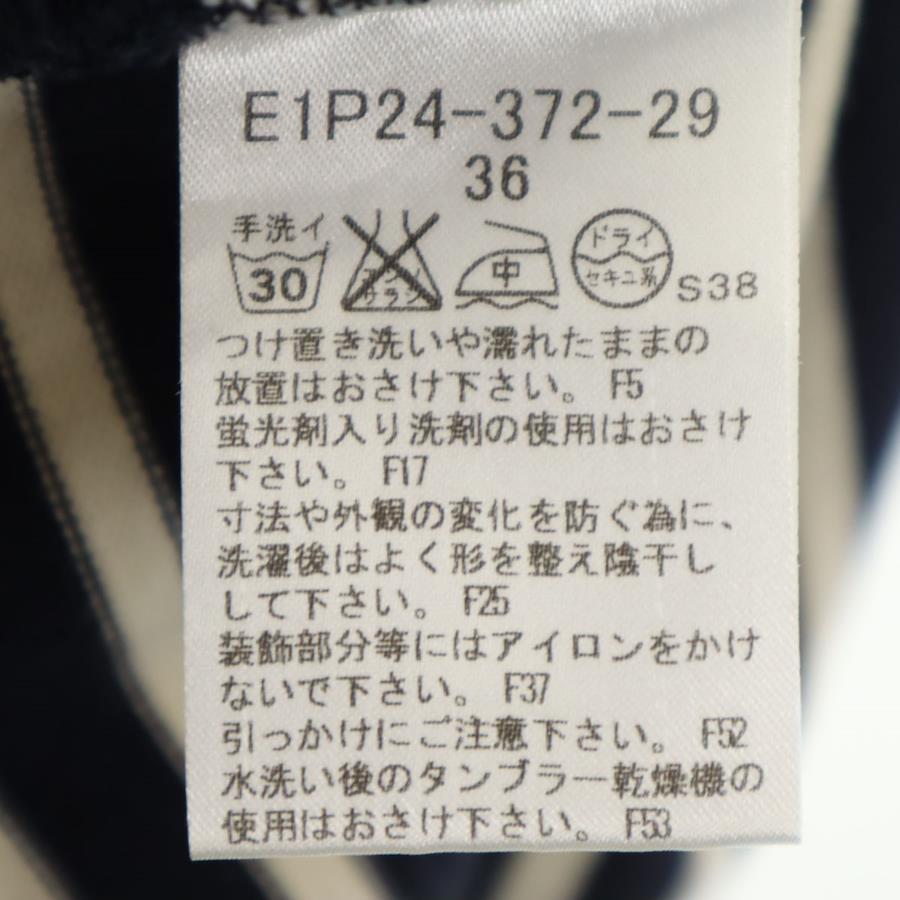 E1P24-372-29
36
手洗イ
30
エンソ
サラシ
中
ドライ
セキユ系
S38
つけ置き洗いや濡れたままの
放置はおさけ下さい。 F5
蛍光剤入り洗剤の使用はおさけ
下さい。 F17
寸法や外観の変化を防ぐ為に、
洗濯後はよく形を整え陰干し
して下さい。 F25
装飾部分等にはアイロンをかけ
ないで下さい。 F37
引っかけにご注意下さい。 F52
水洗い後のタンブラー乾燥機の
使用はおさけ下さい。 F53